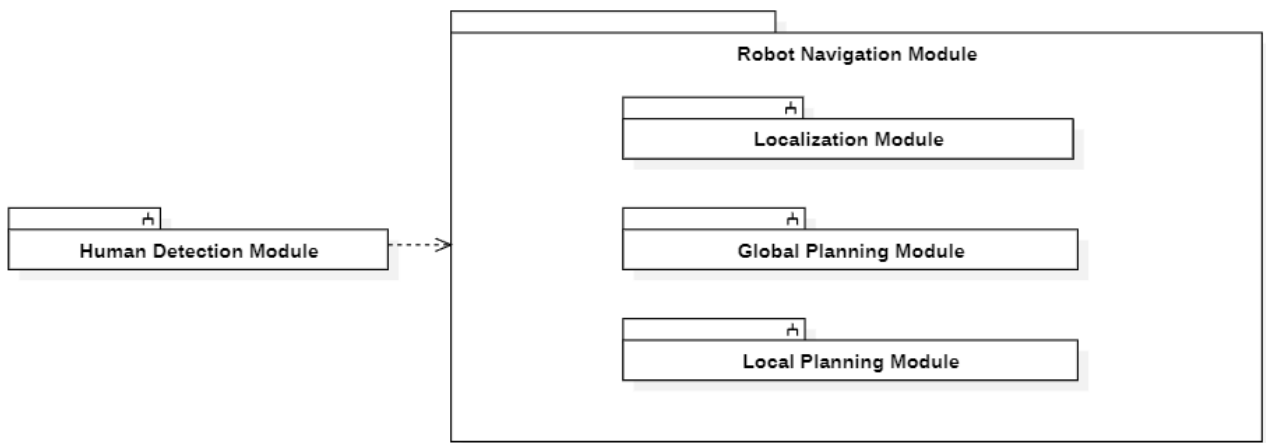 Robot Navigation Module
Localization Module
Human Detection Module
Global Planning Module
Local Planning Module